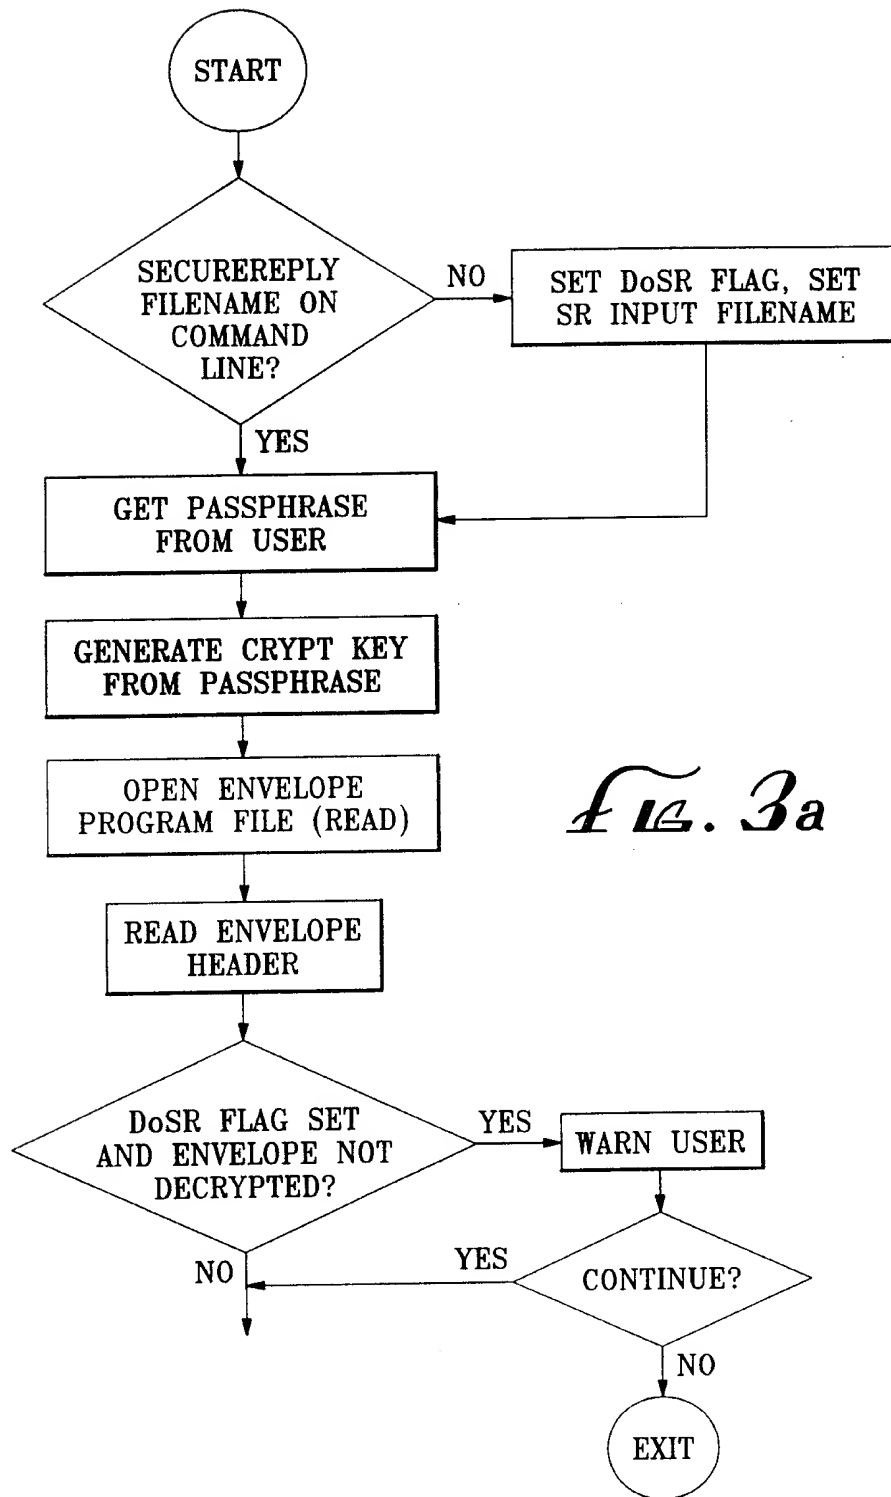 START
SECUREREPLY
FILENAME ON
COMMAND
LINE?
NO
SET DoSR FLAG, SET
SR INPUT FILENAME
YES
GET PASSPHRASE
FROM USER
GENERATE CRYPT KEY
FROM PASSPHRASE
OPEN ENVELOPE
PROGRAM FILE (READ)
FIG. 3a
READ ENVELOPE
HEADER
DoSR FLAG SET
AND ENVELOPE NOT
DECRYPTED?
YES
WARN USER
NO
YES
CONTINUE?
NO
EXIT